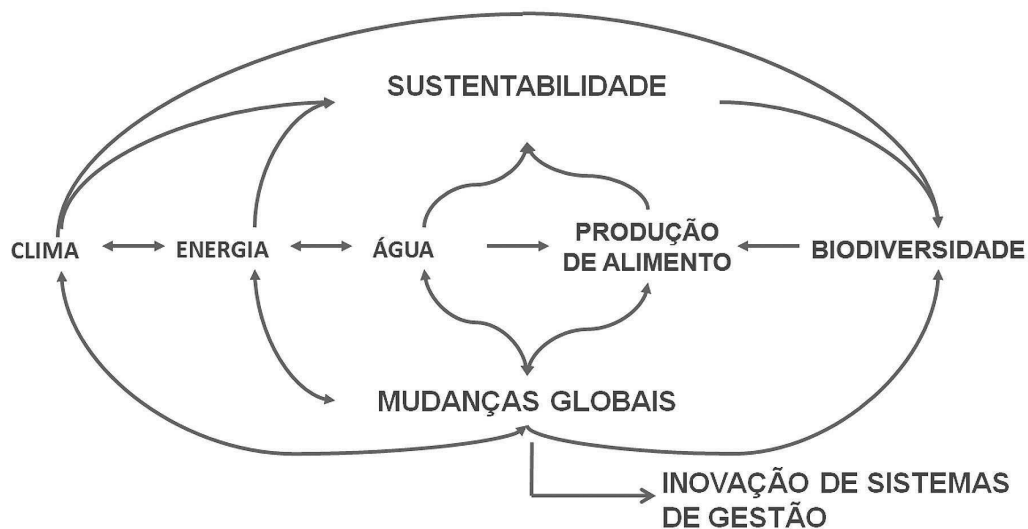 SUSTENTABILIDADE
CLIMA
ENERGIA
ÁGUA
PRODUÇÃO
DE ALIMENTO
BIODIVERSIDADE
MUDANÇAS GLOBAIS
INOVAÇÃO DE SISTEMAS
DE GESTÃO